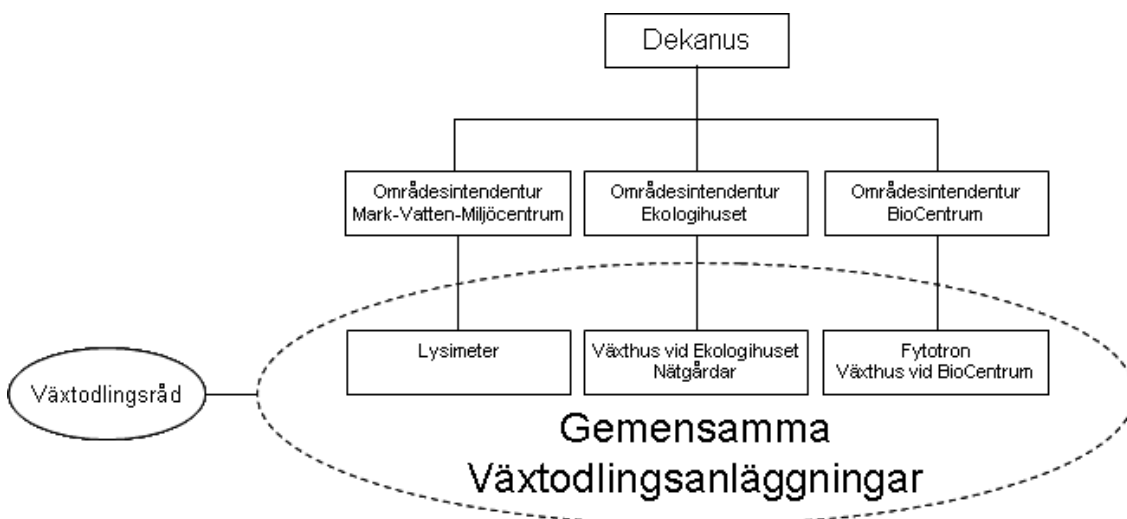 Dekanus
Områdesintendentur
Mark-Vatten-Miljöcentrum
Områdesintendentur
Ekologihuset
Områdesintendentur
BioCentrum
Lysimeter
Växthus vid Ekologihuset
Nätgårdar
Fytotron
Växthus vid BioCentrum
Växtodlingsråd
Gemensamma
Växtodlingsanläggningar